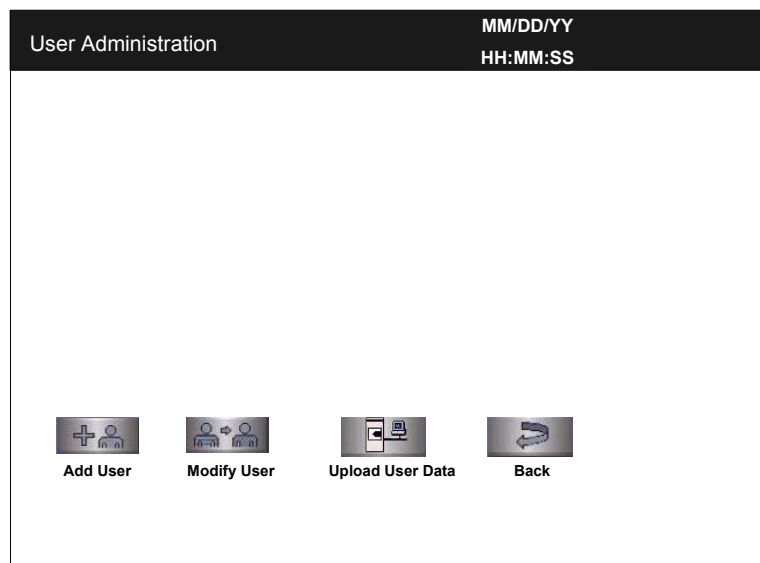 User Administration
MM/DD/YY
HH:MM:SS
Add User
Modify User
Upload User Data
Back